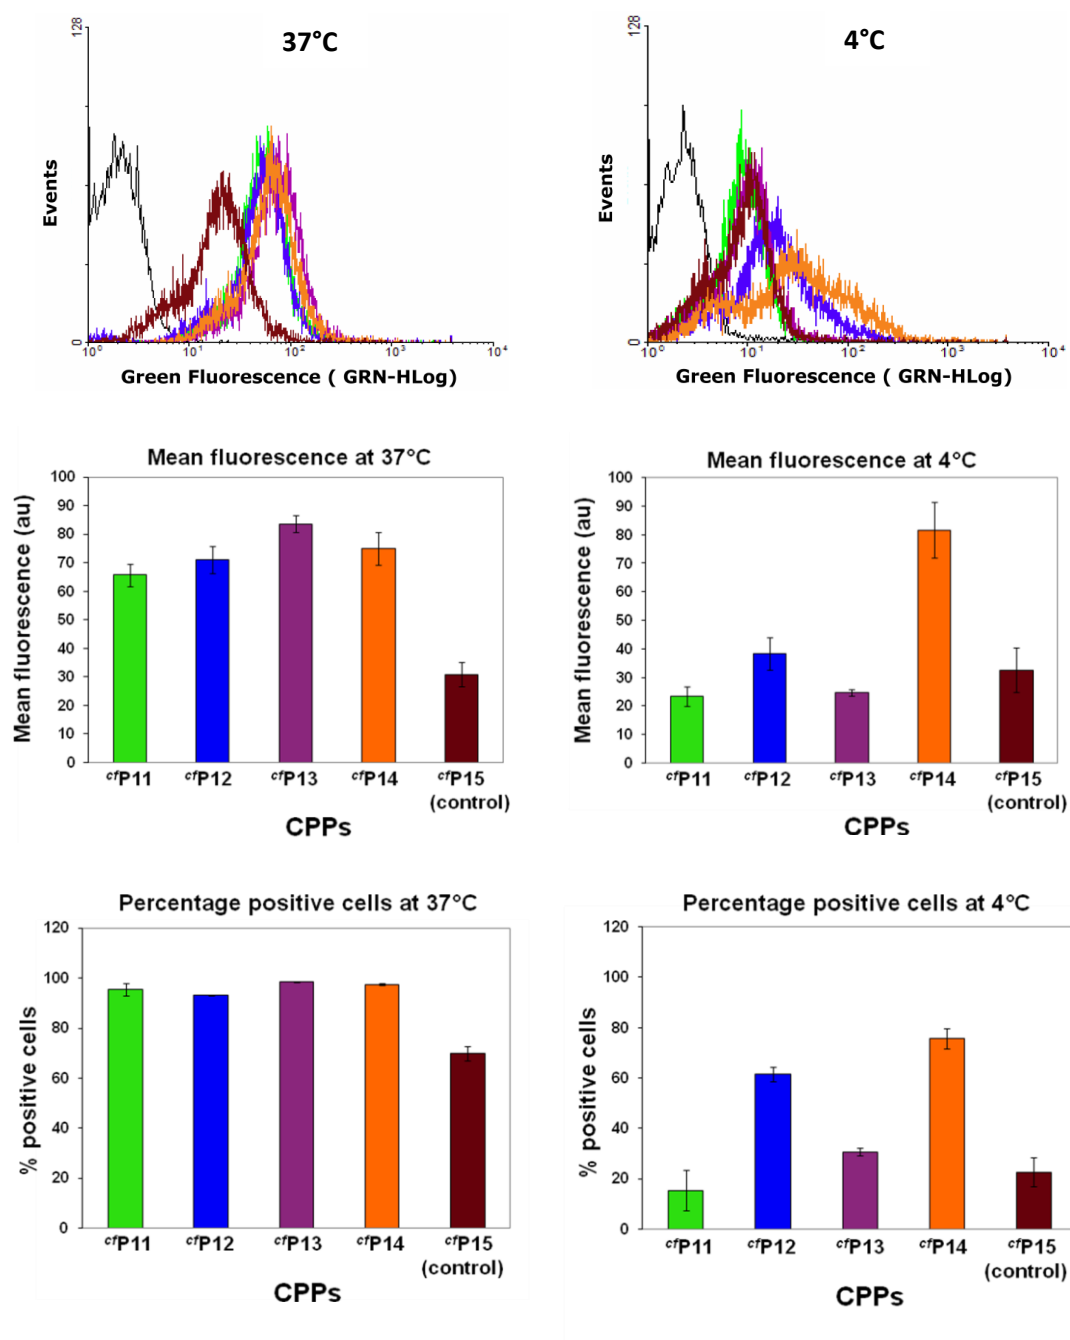 37°C
128
Events
0
10⁰ 10¹ 10² 10³ 10⁴
Green Fluorescence ( GRN-HLog)
4°C
128
Events
0
10⁰ 10¹ 10² 10³ 10⁴
Green Fluorescence ( GRN-HLog)
Mean fluorescence at 37°C
Mean fluorescence (au)
100
90
80
70
60
50
40
30
20
10
0
cfP11 cfP12 cfP13 cfP14 cfP15
(control)
CPPs
Mean fluorescence at 4°C
Mean fluorescence (au)
100
90
80
70
60
50
40
30
20
10
0
cfP11 cfP12 cfP13 cfP14 cfP15
(control)
CPPs
Percentage positive cells at 37°C
% positive cells
120
100
80
60
40
20
0
cfP11 cfP12 cfP13 cfP14 cfP15
(control)
CPPs
Percentage positive cells at 4°C
% positive cells
120
100
80
60
40
20
0
cfP11 cfP12 cfP13 cfP14 cfP15
(control)
CPPs